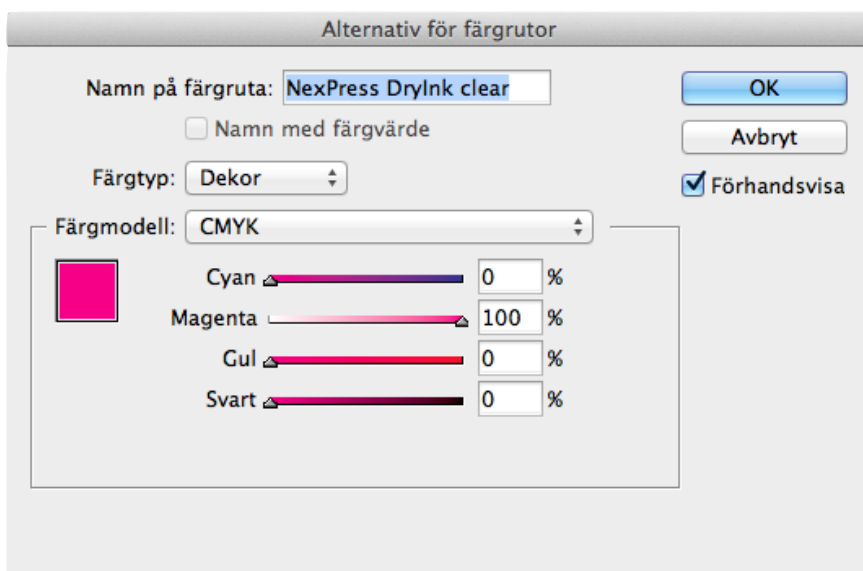 Alternativ för färgrutor
Namn på färgruta: NexPress DryInk clear
OK
Namn med färgvärde
Avbryt
Färgtyp: Dekor
Förhandsvisa
Färgmodell: CMYK
Cyan 0 %
Magenta 100 %
Gul 0 %
Svart 0 %